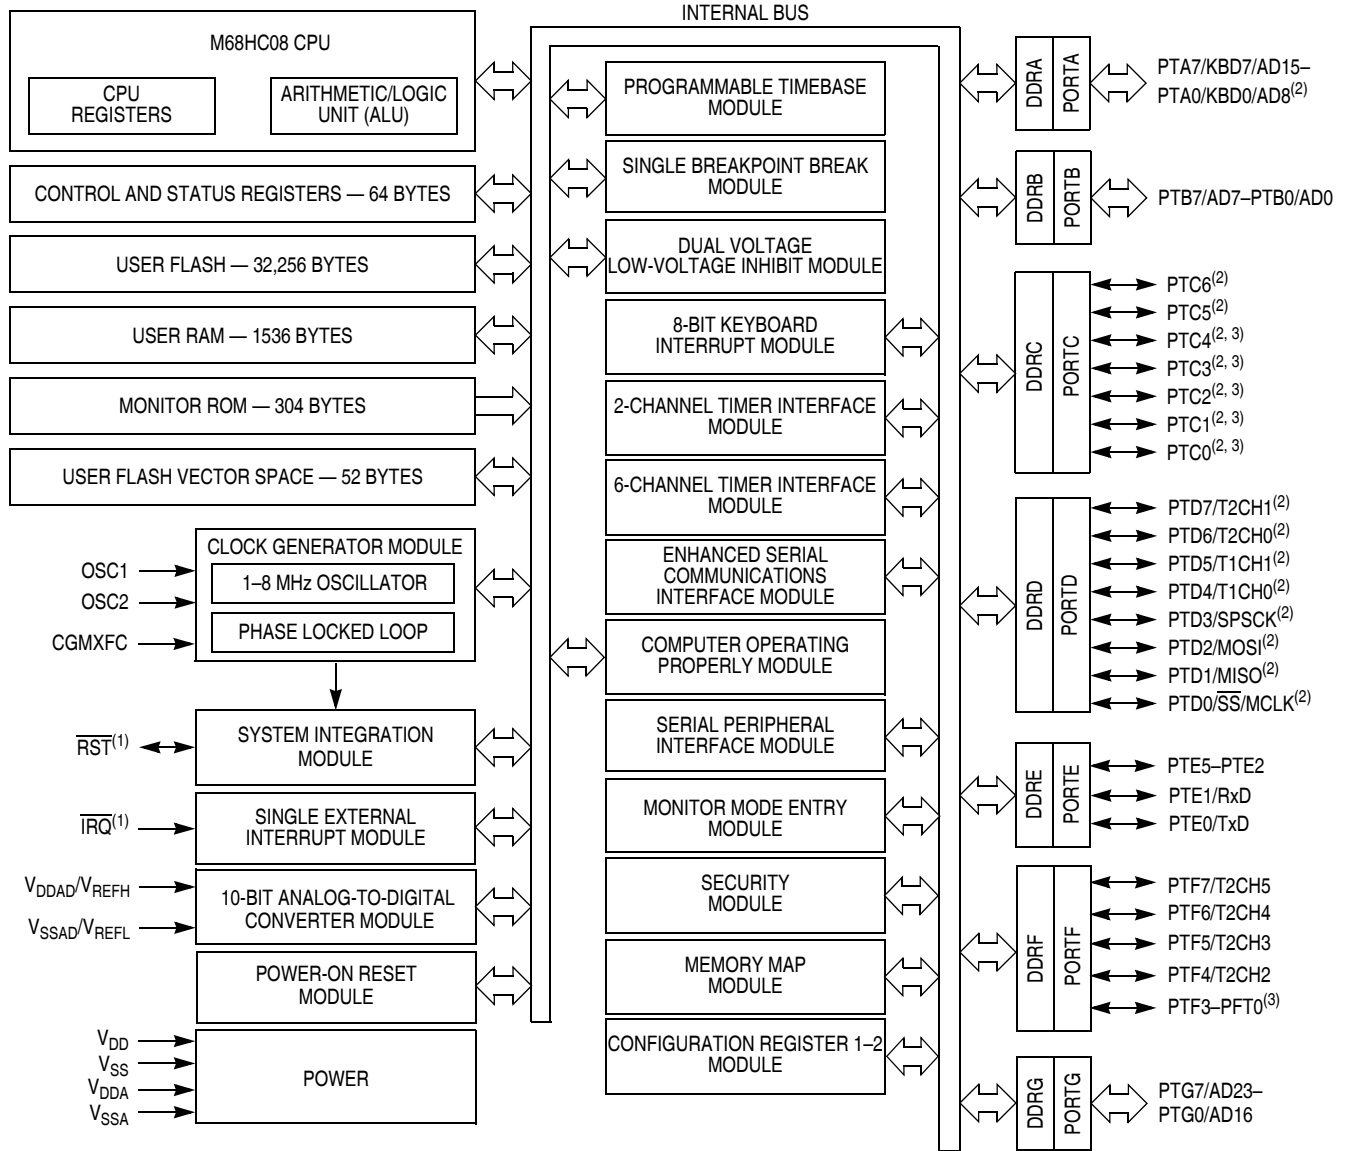 INTERNAL BUS
M68HC08 CPU
CPU
REGISTERS
ARITHMETIC/LOGIC
UNIT (ALU)
CONTROL AND STATUS REGISTERS — 64 BYTES
USER FLASH — 32,256 BYTES
USER RAM — 1536 BYTES
MONITOR ROM — 304 BYTES
USER FLASH VECTOR SPACE — 52 BYTES
CLOCK GENERATOR MODULE
1–8 MHz OSCILLATOR
PHASE LOCKED LOOP
OSC1
OSC2
CGMXFC
SYSTEM INTEGRATION
MODULE
RST(1)
SINGLE EXTERNAL
INTERRUPT MODULE
IRQ(1)
10-BIT ANALOG-TO-DIGITAL
CONVERTER MODULE
VDDAD/VREFH
VSSAD/VREFL
POWER-ON RESET
MODULE
POWER
VDD
VSS
VDDA
VSSA
PROGRAMMABLE TIMEBASE
MODULE
SINGLE BREAKPOINT BREAK
MODULE
DUAL VOLTAGE
LOW-VOLTAGE INHIBIT MODULE
8-BIT KEYBOARD
INTERRUPT MODULE
2-CHANNEL TIMER INTERFACE
MODULE
6-CHANNEL TIMER INTERFACE
MODULE
ENHANCED SERIAL
COMMUNICATIONS
INTERFACE MODULE
COMPUTER OPERATING
PROPERLY MODULE
SERIAL PERIPHERAL
INTERFACE MODULE
MONITOR MODE ENTRY
MODULE
SECURITY
MODULE
MEMORY MAP
MODULE
CONFIGURATION REGISTER 1–2
MODULE
DDRA
PORTA
PTA7/KBD7/AD15–
PTA0/KBD0/AD8(2)
DDRB
PORTB
PTB7/AD7–PTB0/AD0
DDRC
PORTC
PTC6(2)
PTC5(2)
PTC4(2, 3)
PTC3(2, 3)
PTC2(2, 3)
PTC1(2, 3)
PTC0(2, 3)
DDRD
PORTD
PTD7/T2CH1(2)
PTD6/T2CH0(2)
PTD5/T1CH1(2)
PTD4/T1CH0(2)
PTD3/SPSCK(2)
PTD2/MOSI(2)
PTD1/MISO(2)
PTD0/SS/MCLK(2)
DDRE
PORTE
PTE5–PTE2
PTE1/RxD
PTE0/TxD
DDRF
PORTF
PTF7/T2CH5
PTF6/T2CH4
PTF5/T2CH3
PTF4/T2CH2
PTF3–PFT0(3)
DDRG
PORTG
PTG7/AD23–
PTG0/AD16